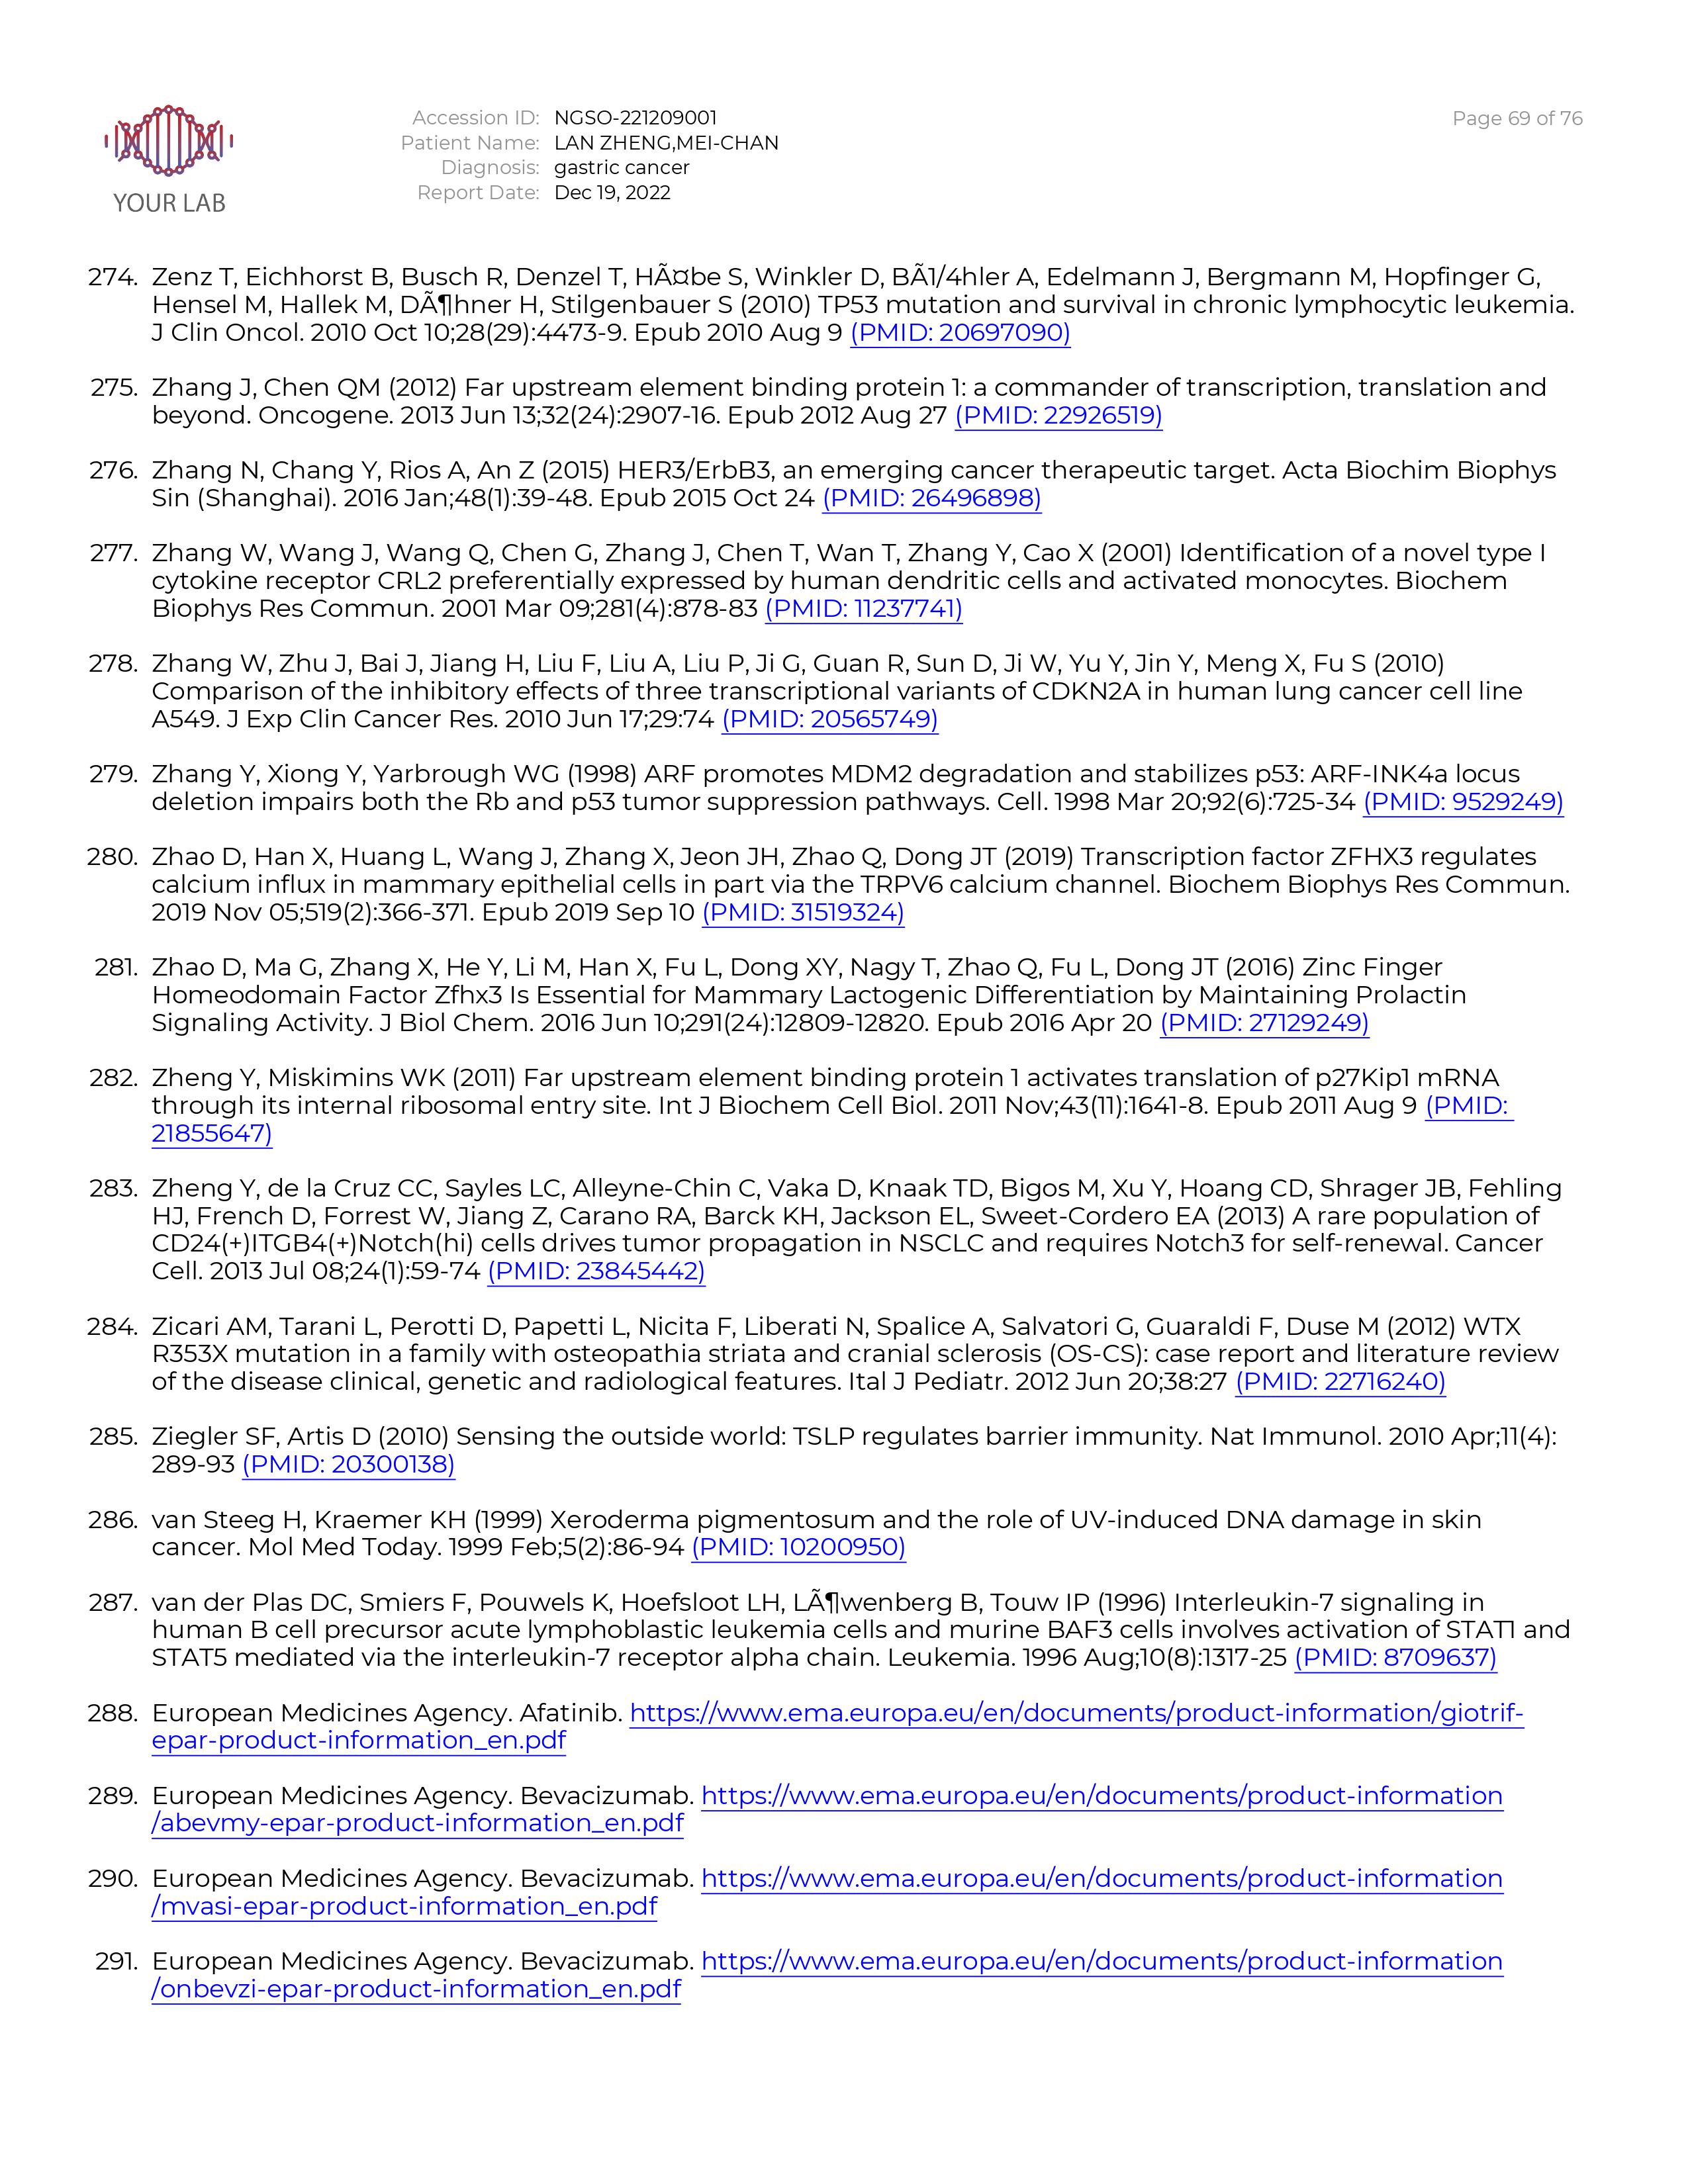 YOUR LAB
Accession ID: NGSO-221209001
Patient Name: LAN ZHENG,MEI-CHAN
Diagnosis: gastric cancer
Report Date: Dec 19, 2022
Page 69 of 76
274. Zenz T, Eichhorst B, Busch R, Denzel T, HÃ¤be S, Winkler D, BÃ1/4hler A, Edelmann J, Bergmann M, Hopfinger G,
Hensel M, Hallek M, DÃ¶hner H, Stilgenbauer S (2010) TP53 mutation and survival in chronic lymphocytic leukemia.
J Clin Oncol. 2010 Oct 10;28(29):4473-9. Epub 2010 Aug 9 (PMID: 20697090)
275. Zhang J, Chen QM (2012) Far upstream element binding protein 1: a commander of transcription, translation and
beyond. Oncogene. 2013 Jun 13;32(24):2907-16. Epub 2012 Aug 27 (PMID: 22926519)
276. Zhang N, Chang Y, Rios A, An Z (2015) HER3/ErbB3, an emerging cancer therapeutic target. Acta Biochim Biophys
Sin (Shanghai). 2016 Jan;48(1):39-48. Epub 2015 Oct 24 (PMID: 26496898)
277. Zhang W, Wang J, Wang Q, Chen G, Zhang J, Chen T, Wan T, Zhang Y, Cao X (2001) Identification of a novel type I
cytokine receptor CRL2 preferentially expressed by human dendritic cells and activated monocytes. Biochem
Biophys Res Commun. 2001 Mar 09;281(4):878-83 (PMID: 11237741)
278. Zhang W, Zhu J, Bai J, Jiang H, Liu F, Liu A, Liu P, Ji G, Guan R, Sun D, Ji W, Yu Y, Jin Y, Meng X, Fu S (2010)
Comparison of the inhibitory effects of three transcriptional variants of CDKN2A in human lung cancer cell line
A549. J Exp Clin Cancer Res. 2010 Jun 17;29:74 (PMID: 20565749)
279. Zhang Y, Xiong Y, Yarbrough WG (1998) ARF promotes MDM2 degradation and stabilizes p53: ARF-INK4a locus
deletion impairs both the Rb and p53 tumor suppression pathways. Cell. 1998 Mar 20;92(6):725-34 (PMID: 9529249)
280. Zhao D, Han X, Huang L, Wang J, Zhang X, Jeon JH, Zhao Q, Dong JT (2019) Transcription factor ZFHX3 regulates
calcium influx in mammary epithelial cells in part via the TRPV6 calcium channel. Biochem Biophys Res Commun.
2019 Nov 05;519(2):366-371. Epub 2019 Sep 10 (PMID: 31519324)
281. Zhao D, Ma G, Zhang X, He Y, Li M, Han X, Fu L, Dong XY, Nagy T, Zhao Q, Fu L, Dong JT (2016) Zinc Finger
Homeodomain Factor Zfhx3 Is Essential for Mammary Lactogenic Differentiation by Maintaining Prolactin
Signaling Activity. J Biol Chem. 2016 Jun 10;291(24):12809-12820. Epub 2016 Apr 20 (PMID: 27129249)
282. Zheng Y, Miskimins WK (2011) Far upstream element binding protein 1 activates translation of p27Kip1 mRNA
through its internal ribosomal entry site. Int J Biochem Cell Biol. 2011 Nov;43(11):1641-8. Epub 2011 Aug 9 (PMID:
21855647)
283. Zheng Y, de la Cruz CC, Sayles LC, Alleyne-Chin C, Vaka D, Knaak TD, Bigos M, Xu Y, Hoang CD, Shrager JB, Fehling
HJ, French D, Forrest W, Jiang Z, Carano RA, Barck KH, Jackson EL, Sweet-Cordero EA (2013) A rare population of
CD24(+)ITGB4(+)Notch(hi) cells drives tumor propagation in NSCLC and requires Notch3 for self-renewal. Cancer
Cell. 2013 Jul 08;24(1):59-74 (PMID: 23845442)
284. Zicari AM, Tarani L, Perotti D, Papetti L, Nicita F, Liberati N, Spalice A, Salvatori G, Guaraldi F, Duse M (2012) WTX
R353X mutation in a family with osteopathia striata and cranial sclerosis (OS-CS): case report and literature review
of the disease clinical, genetic and radiological features. Ital J Pediatr. 2012 Jun 20;38:27 (PMID: 22716240)
285. Ziegler SF, Artis D (2010) Sensing the outside world: TSLP regulates barrier immunity. Nat Immunol. 2010 Apr;11(4):
289-93 (PMID: 20300138)
286. van Steeg H, Kraemer KH (1999) Xeroderma pigmentosum and the role of UV-induced DNA damage in skin
cancer. Mol Med Today. 1999 Feb;5(2):86-94 (PMID: 10200950)
287. van der Plas DC, Smiers F, Pouwels K, Hoefsloot LH, LÃ¶wenberg B, Touw IP (1996) Interleukin-7 signaling in
human B cell precursor acute lymphoblastic leukemia cells and murine BAF3 cells involves activation of STAT1 and
STAT5 mediated via the interleukin-7 receptor alpha chain. Leukemia. 1996 Aug;10(8):1317-25 (PMID: 8709637)
288. European Medicines Agency. Afatinib. https://www.ema.europa.eu/en/documents/product-information/giotrif-
epar-product-information_en.pdf
289. European Medicines Agency. Bevacizumab. https://www.ema.europa.eu/en/documents/product-information
/abevmy-epar-product-information_en.pdf
290. European Medicines Agency. Bevacizumab. https://www.ema.europa.eu/en/documents/product-information
/mvasi-epar-product-information_en.pdf
291. European Medicines Agency. Bevacizumab. https://www.ema.europa.eu/en/documents/product-information
/onbevzi-epar-product-information_en.pdf